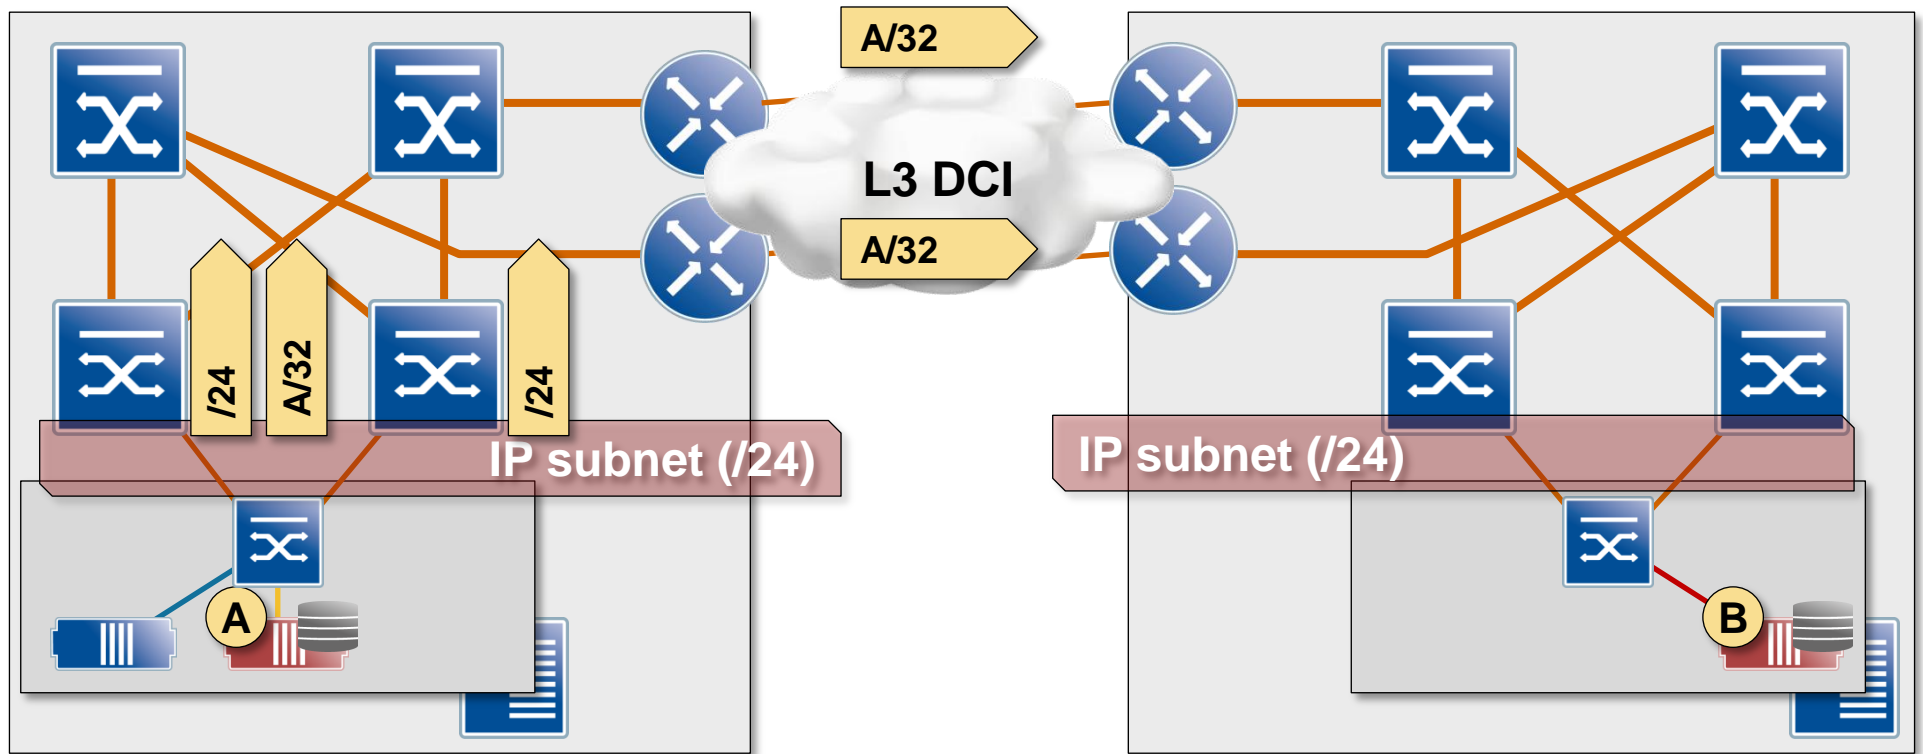 A/32
L3 DCI
A/32
/24
A/32
/24
IP subnet (/24)
IP subnet (/24)
A
B